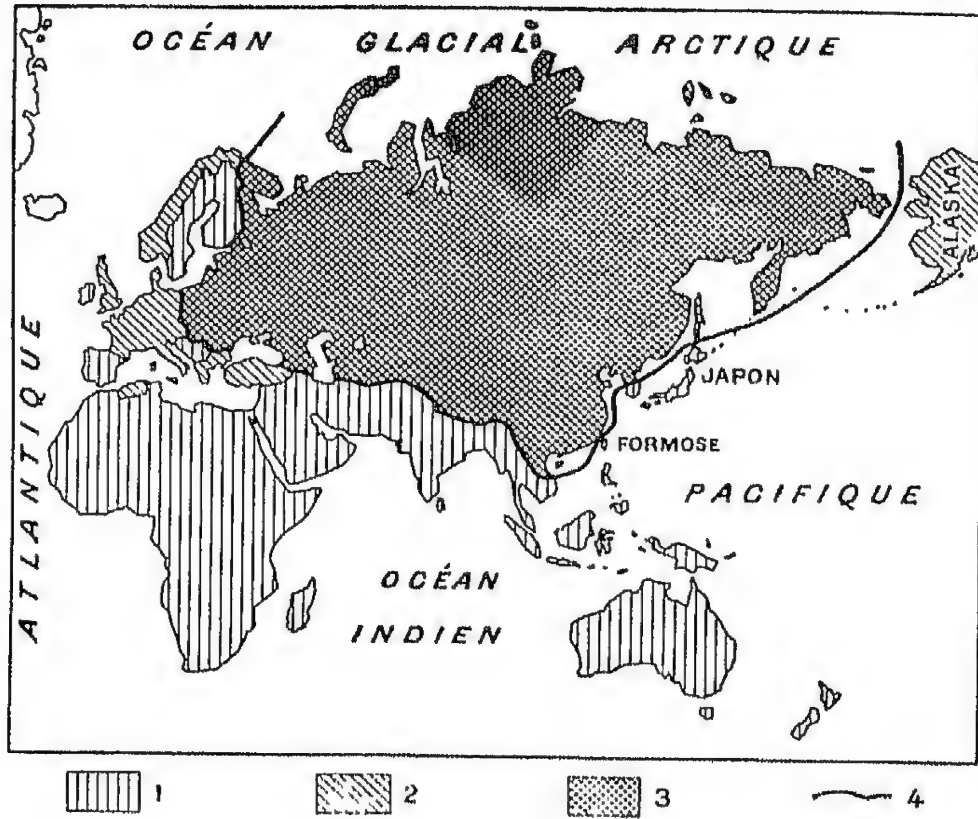 OCÉAN GLACIAL ARCTIQUE
ALASKA
ATLANTIQUE
JAPON
FORMOSE
PACIFIQUE
OCÉAN
INDIEN
1 2 3 4